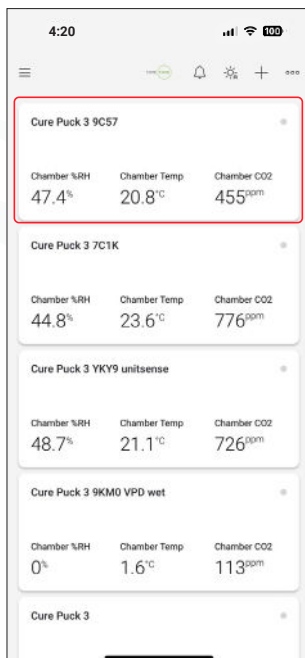 4:20
100
Cure Puck 3 9C57
Chamber %RH Chamber Temp Chamber CO2
47.4% 20.8°C 455ppm
Cure Puck 3 7C1K
Chamber %RH Chamber Temp Chamber CO2
44.8% 23.6°C 776ppm
Cure Puck 3 YKY9 unitsense
Chamber %RH Chamber Temp Chamber CO2
48.7% 21.1°C 726ppm
Cure Puck 3 9KM0 VPD wet
Chamber %RH Chamber Temp Chamber CO2
0% 1.6°C 113ppm
Cure Puck 3